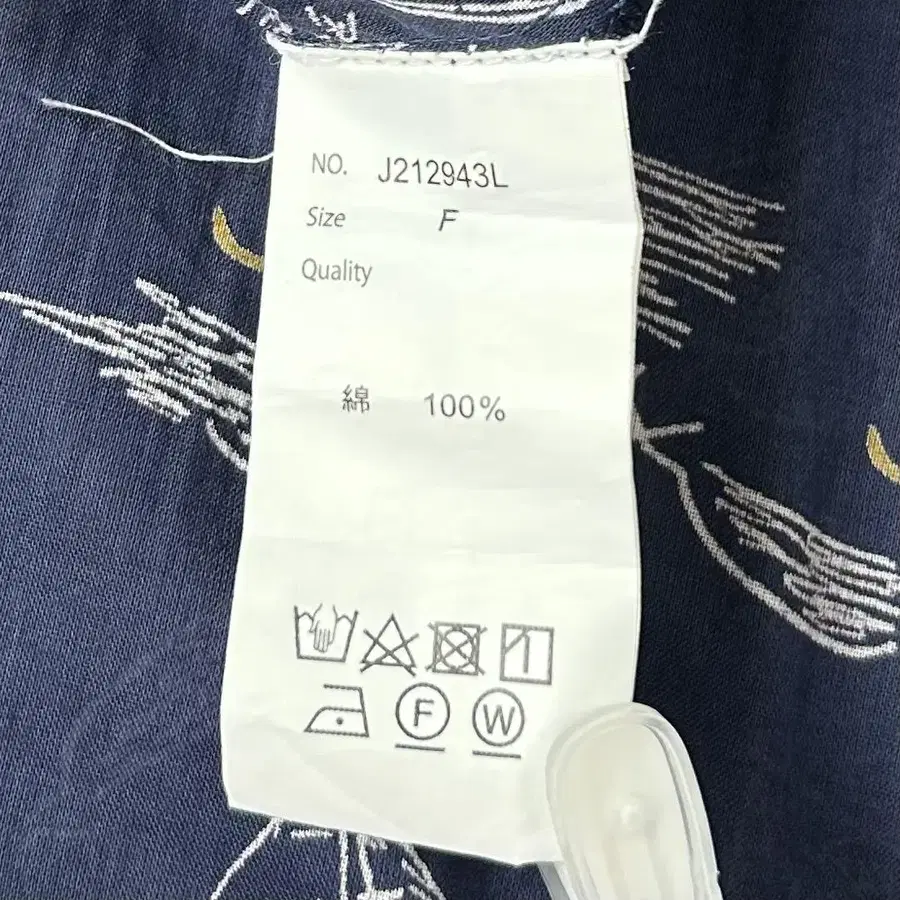 NO. J212943L
Size F
Quality
綿 100%
F W